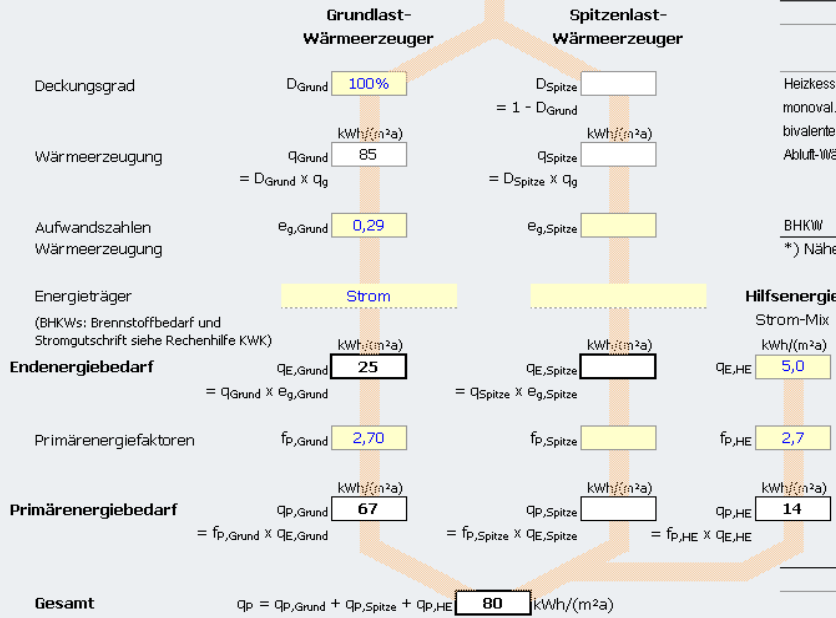 Grundlast- Spitzenlast-
Wärmeerzeuger Wärmeerzeuger
Deckungsgrad DGrund 100% DSpitze Heizkess
= 1 - DGrund monoval.
bivalente
kWh/(m²a) kWh/(m²a)
Wärmeerzeugung qGrund 85 qSpitze Abluft-Wä
= DGrund x qg = DSpitze x qg
Aufwandszahlen eg,Grund 0,29 eg,Spitze BHKW
Wärmeerzeugung *) Nähe
Energieträger Strom Hilfsenergie
(BHKWs: Brennstoffbedarf und Strom-Mix
Stromgutschrift siehe Rechenhilfe KWK) kWh/(m²a) kWh/(m²a) kWh/(m²a)
Endenergiebedarf qE,Grund 25 qE,Spitze qE,HE 5,0
= qGrund x eg,Grund = qSpitze x eg,Spitze
Primärenergiefaktoren fP,Grund 2,70 fP,Spitze fP,HE 2,7
kWh/(m²a) kWh/(m²a) kWh/(m²a)
Primärenergiebedarf qP,Grund 67 qP,Spitze qP,HE 14
= fP,Grund x qE,Grund = fP,Spitze x qE,Spitze = fP,HE x qE,HE
Gesamt qP = qP,Grund + qP,Spitze + qP,HE 80 kWh/(m²a)